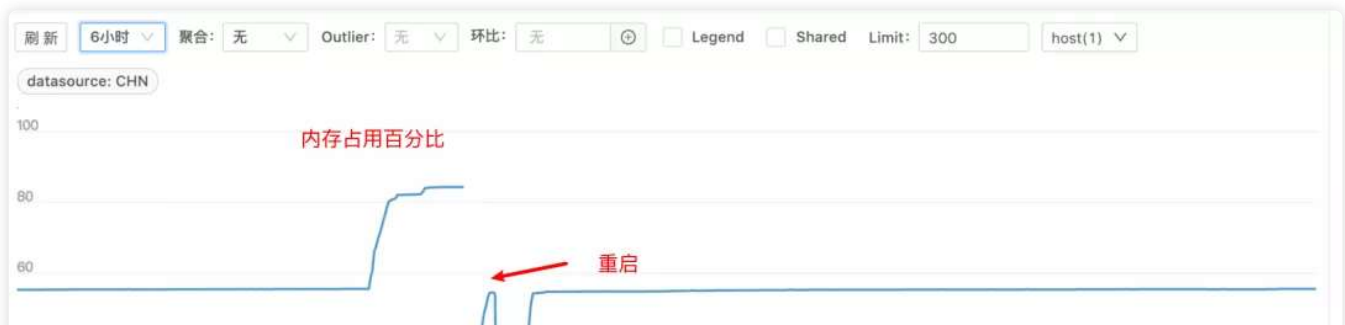 刷 新 6小时 聚合: 无 Outlier: 无 环比: 无 Legend Shared Limit: 300 host(1)
datasource: CHN
100
内存占用百分比
80
60
重启